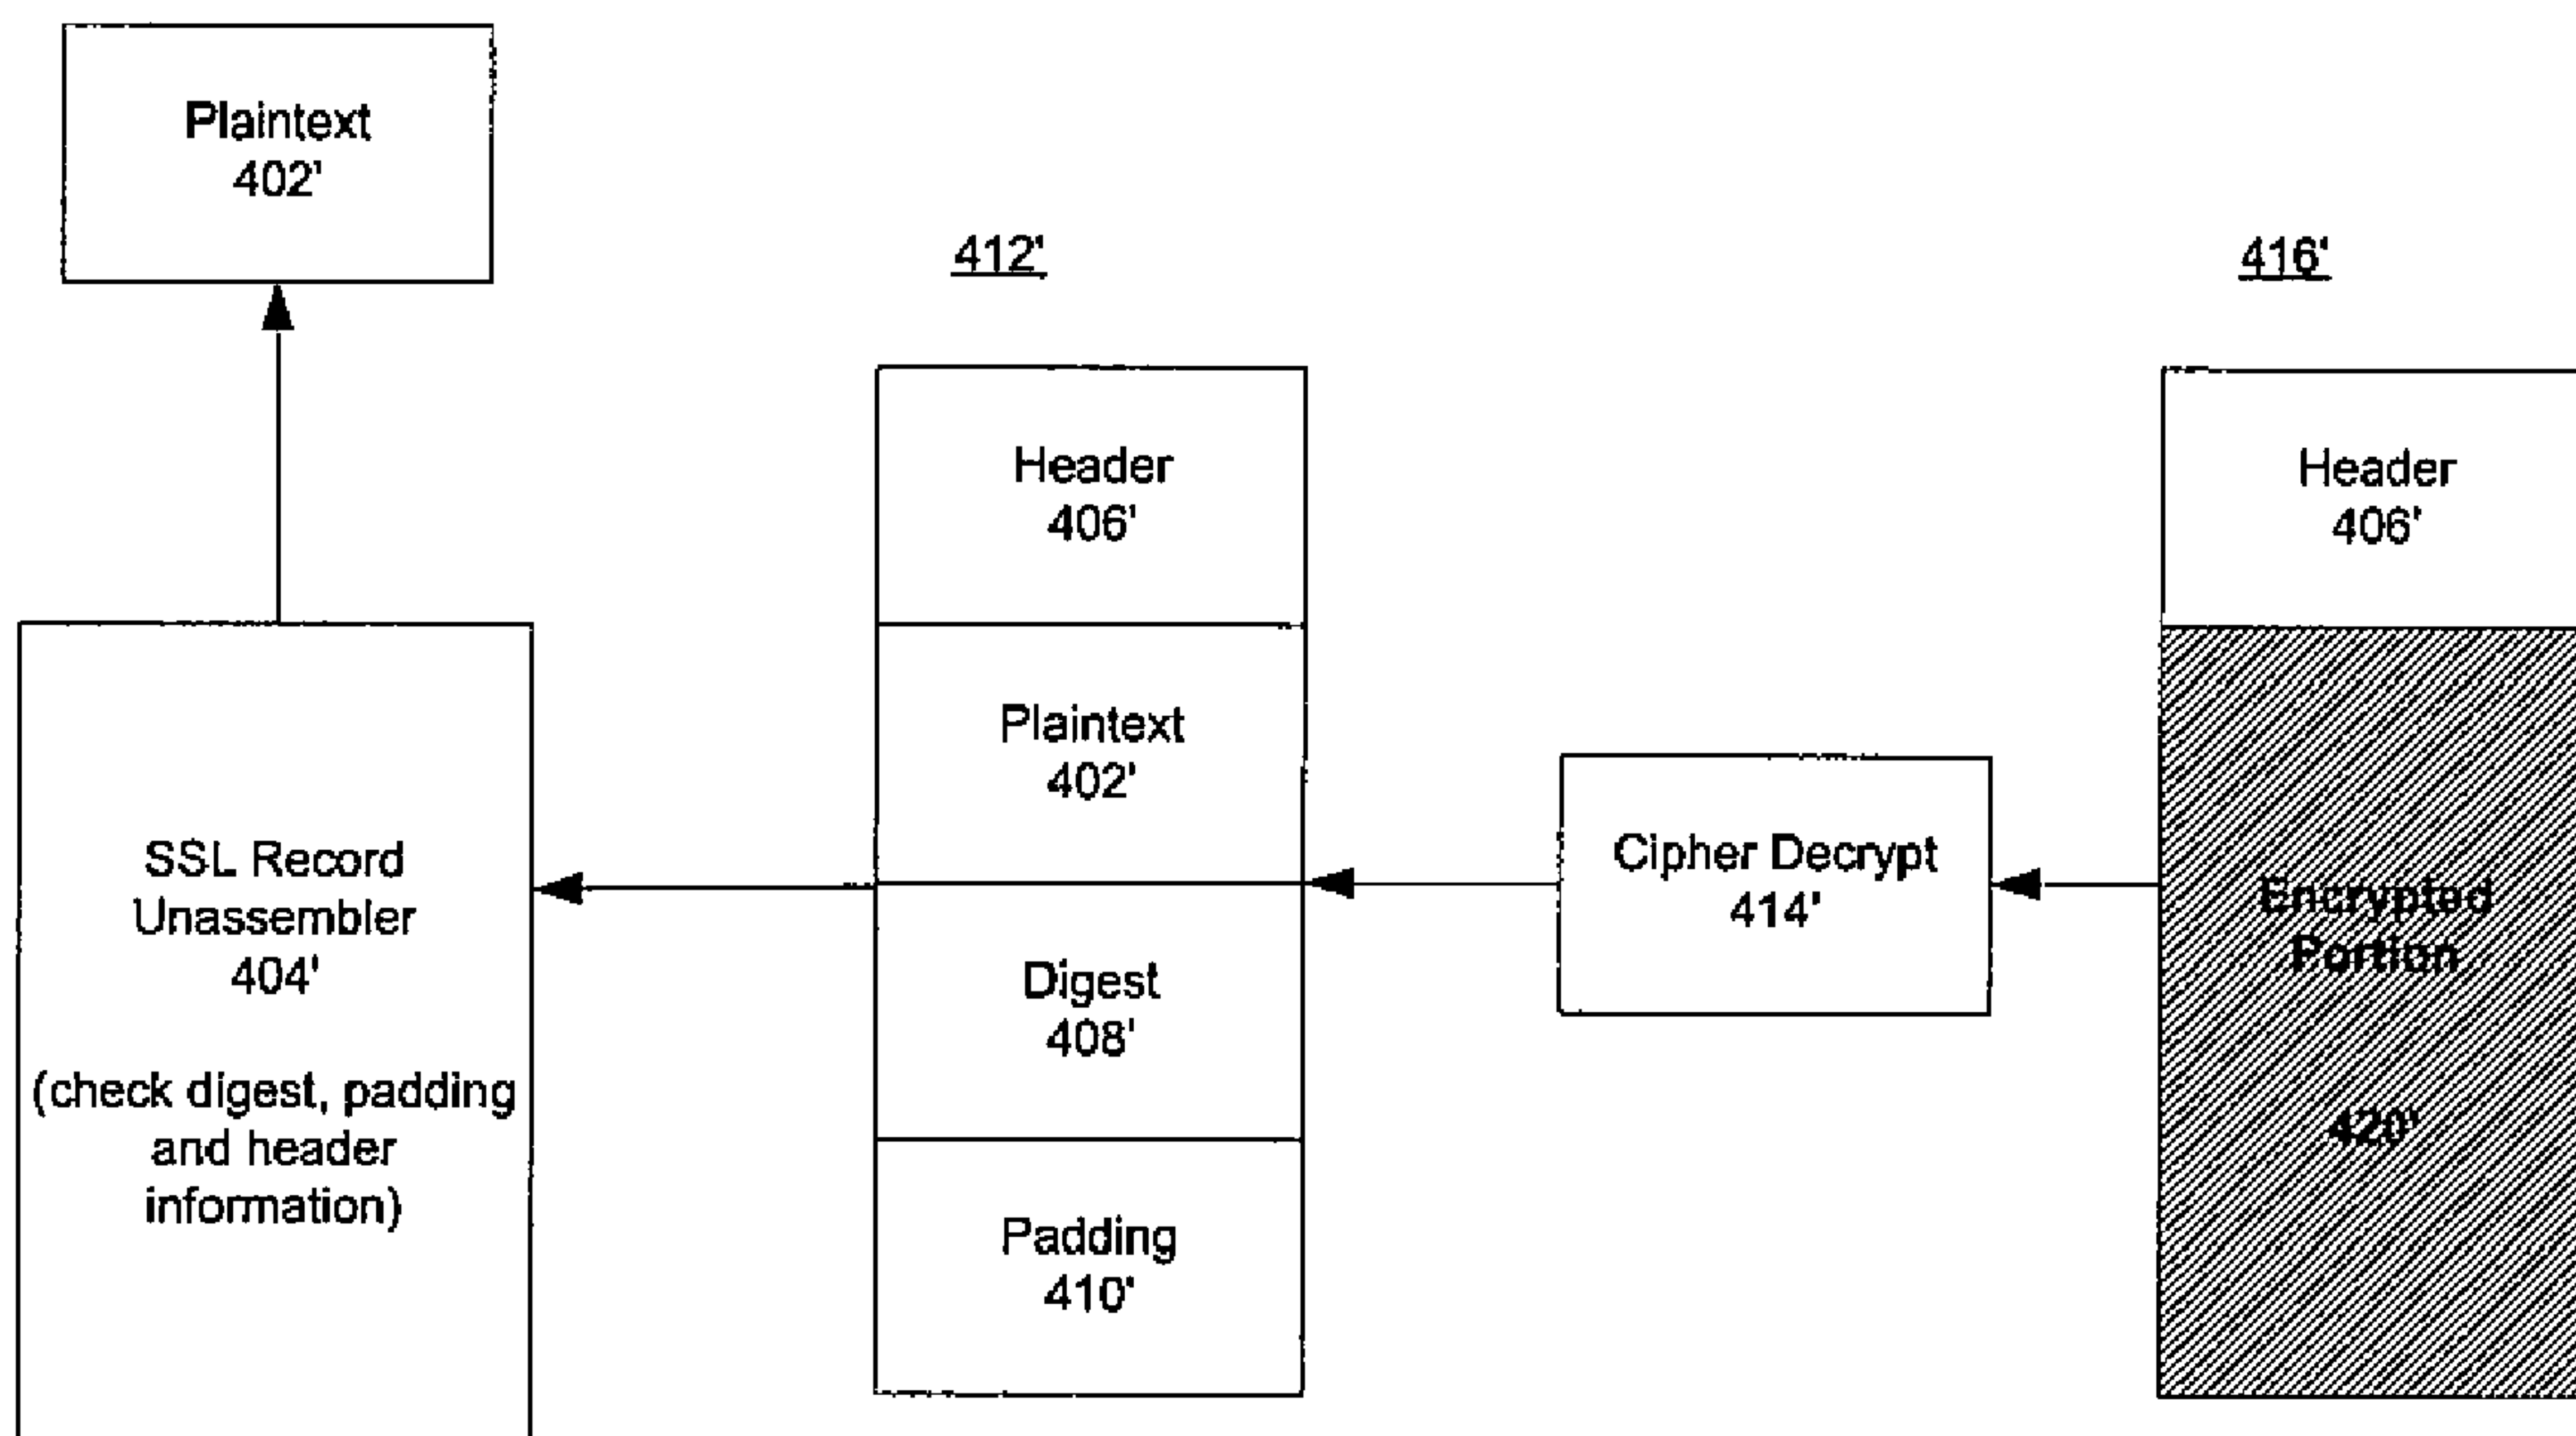 Plaintext
402'
412'
416'
Header
406'
Header
406'
Plaintext
402'
SSL Record
Unassembler
404'
(check digest, padding
and header
information)
Cipher Decrypt
414'
Encrypted
Portion
420'
Digest
408'
Padding
410'